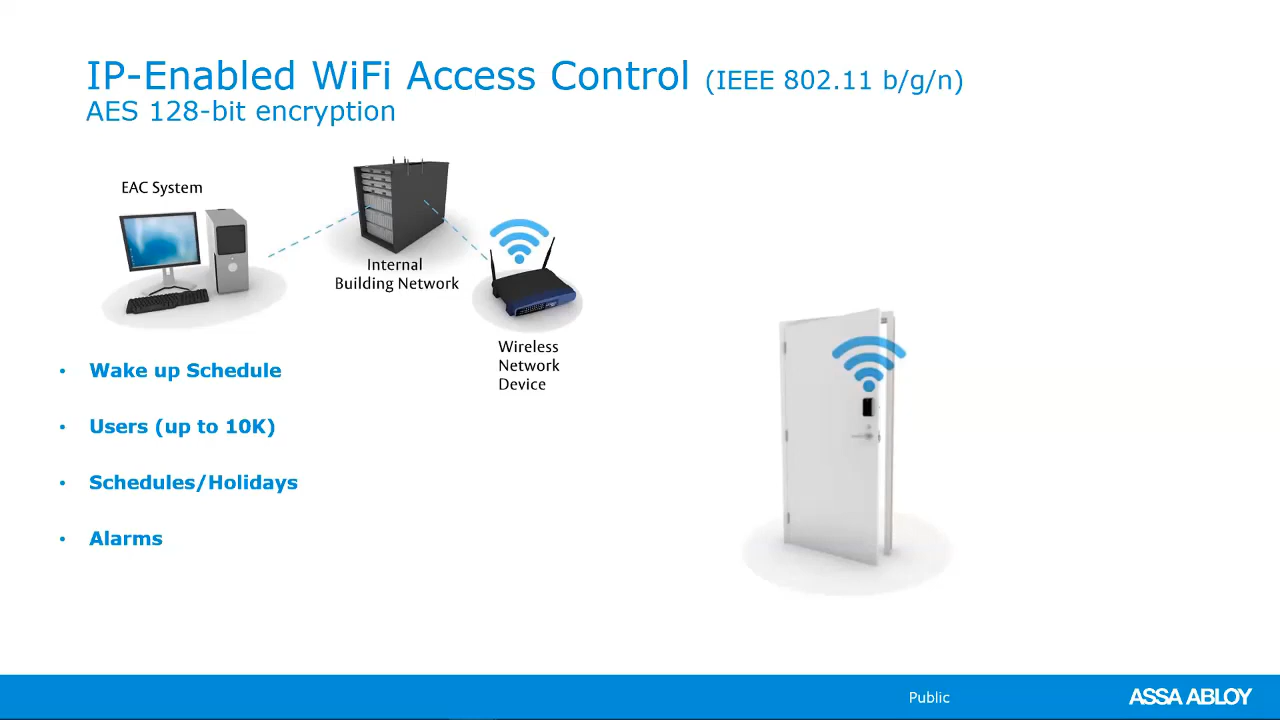 IP-Enabled WiFi Access Control (IEEE 802.11 b/g/n)
AES 128-bit encryption
EAC System
Internal
Building Network
Wireless
Network
Device
• Wake up Schedule
• Users (up to 10K)
• Schedules/Holidays
• Alarms
Public
ASSA ABLOY